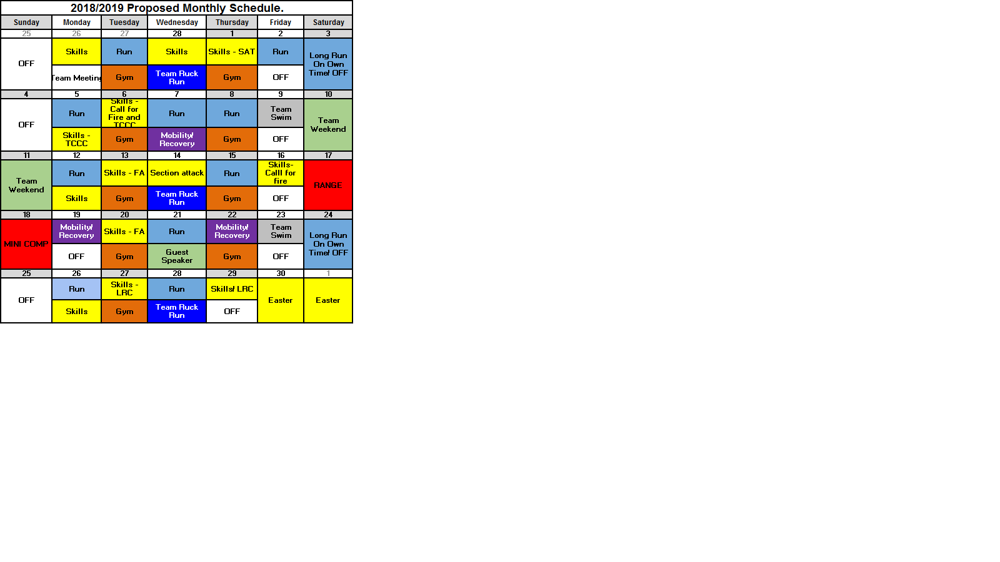 2018/2019 Proposed Monthly Schedule.
Sunday Monday Tuesday Wednesday Thursday Friday Saturday
25 26 27 28 1 2 3
OFF
Skills Run Skills Skills - SAT Run
Long Run
On Own
Time/ OFF
Team Meeting Gym Team Ruck
Run Gym OFF
4 5 6 7 8 9 10
OFF
Run Skills -
Call for
Fire and
TCCC Run Run Team
Swim
Team
Weekend
Skills -
TCCC Gym Mobility/
Recovery Gym OFF
11 12 13 14 15 16 17
Team
Weekend
Run Skills - FA Section attack Run Skills-
Calll for
fire
RANGE
Skills Gym Team Ruck
Run Gym OFF
18 19 20 21 22 23 24
MINI COMP
Mobility/
Recovery Skills - FA Run Mobility/
Recovery Team
Swim
Long Run
On Own
Time/ OFF
OFF Gym Guest
Speaker Gym OFF
25 26 27 28 29 30 1
OFF
Run Skills -
LRC Run Skills/ LRC
Easter Easter
Skills Gym Team Ruck
Run OFF